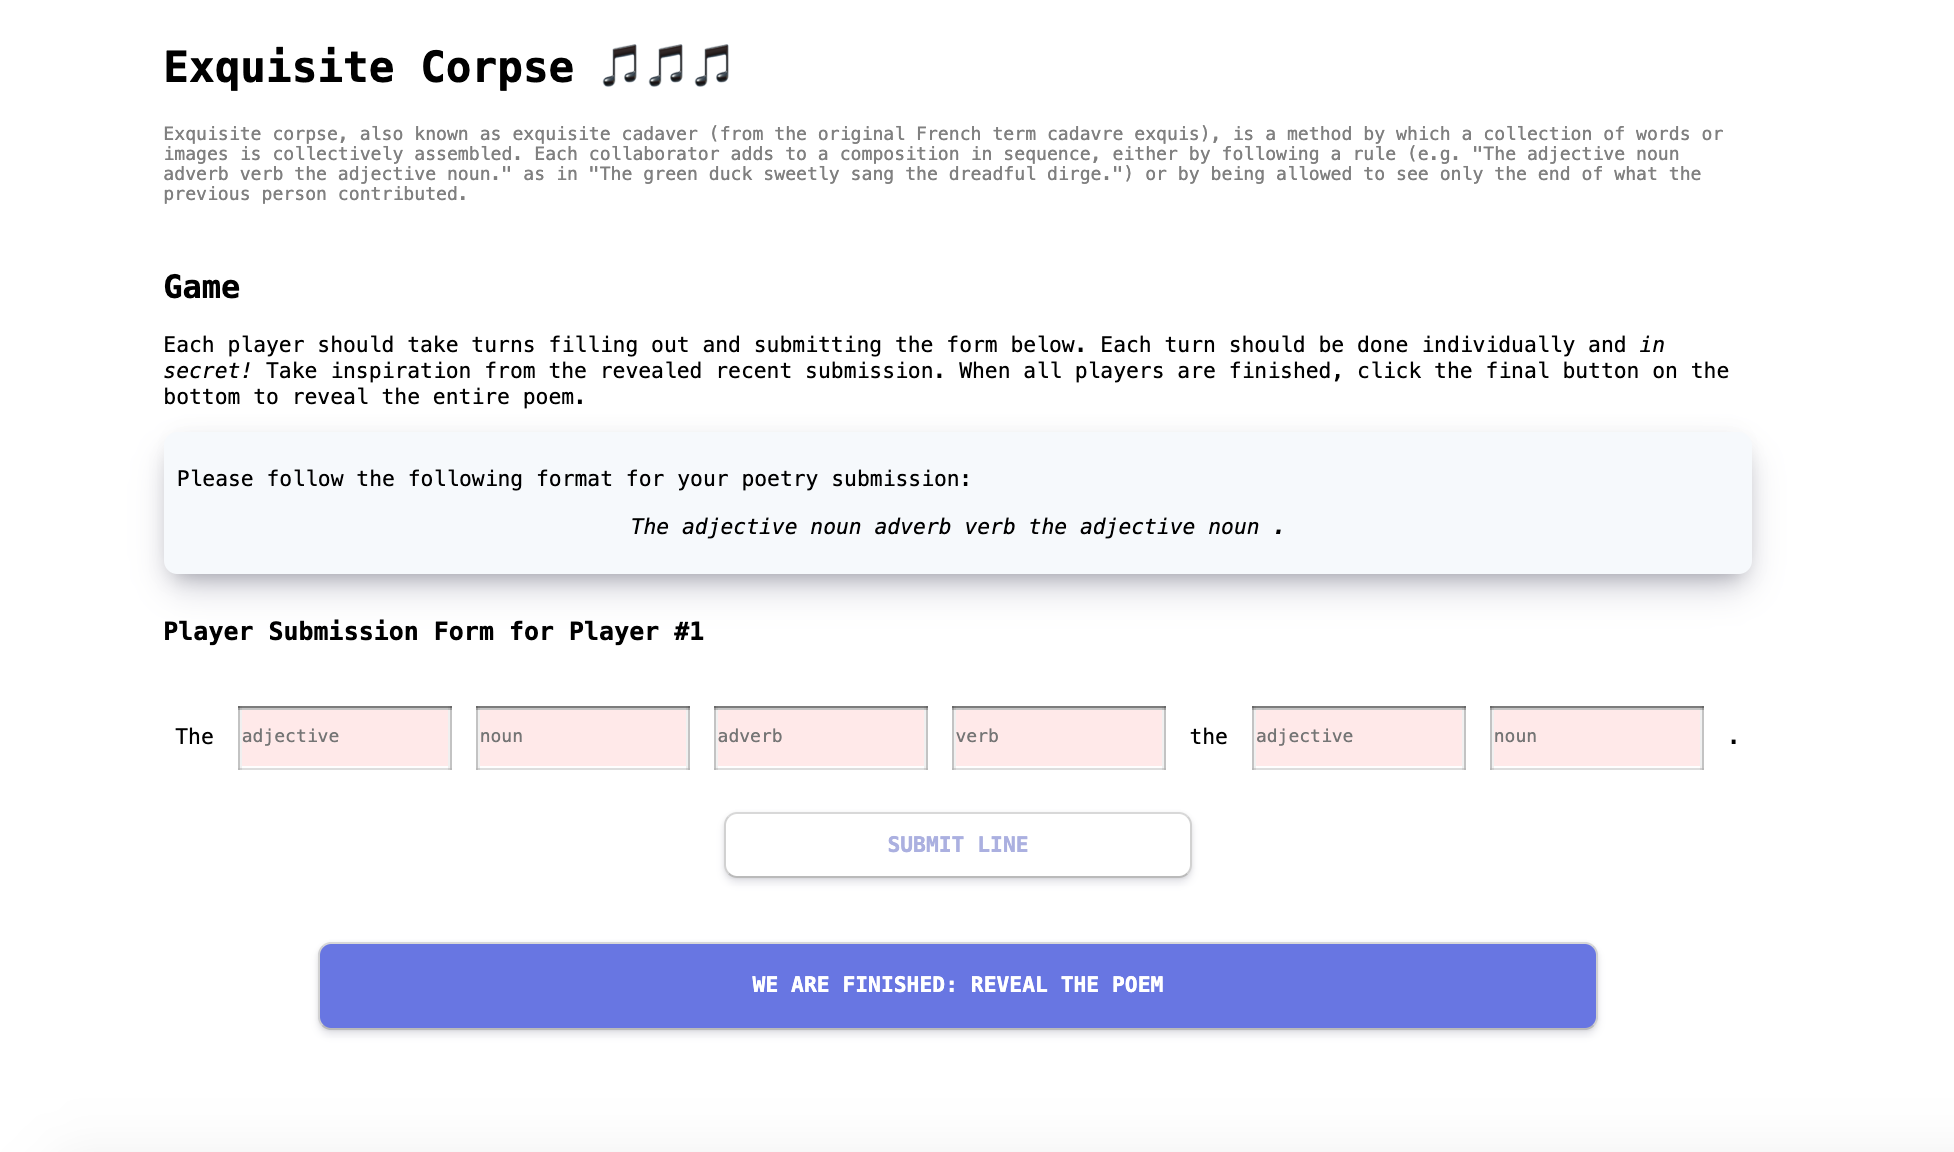 Exquisite Corpse 🎵🎵🎵
Exquisite corpse, also known as exquisite cadaver (from the original French term cadavre exquis), is a method by which a collection of words or
images is collectively assembled. Each collaborator adds to a composition in sequence, either by following a rule (e.g. "The adjective noun
adverb verb the adjective noun." as in "The green duck sweetly sang the dreadful dirge.") or by being allowed to see only the end of what the
previous person contributed.
Game
Each player should take turns filling out and submitting the form below. Each turn should be done individually and in
secret! Take inspiration from the revealed recent submission. When all players are finished, click the final button on the
bottom to reveal the entire poem.
Please follow the following format for your poetry submission:
The adjective noun adverb verb the adjective noun .
Player Submission Form for Player #1
The adjective noun adverb verb the adjective noun .
SUBMIT LINE
WE ARE FINISHED: REVEAL THE POEM